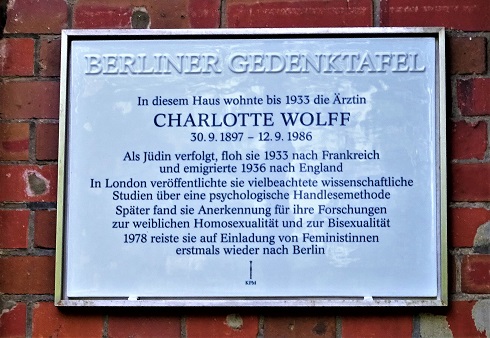 BERLINER GEDENKTAFEL
In diesem Haus wohnte bis 1933 die Ärztin
CHARLOTTE WOLFF
30. 9. 1897 – 12. 9. 1986
Als Jüdin verfolgt, floh sie 1933 nach Frankreich
und emigrierte 1936 nach England
In London veröffentlichte sie vielbeachtete wissenschaftliche
Studien über eine psychologische Handlesemethode
Später fand sie Anerkennung für ihre Forschungen
zur weiblichen Homosexualität und zur Bisexualität
1978 reiste sie auf Einladung von Feministinnen
erstmals wieder nach Berlin
KPM